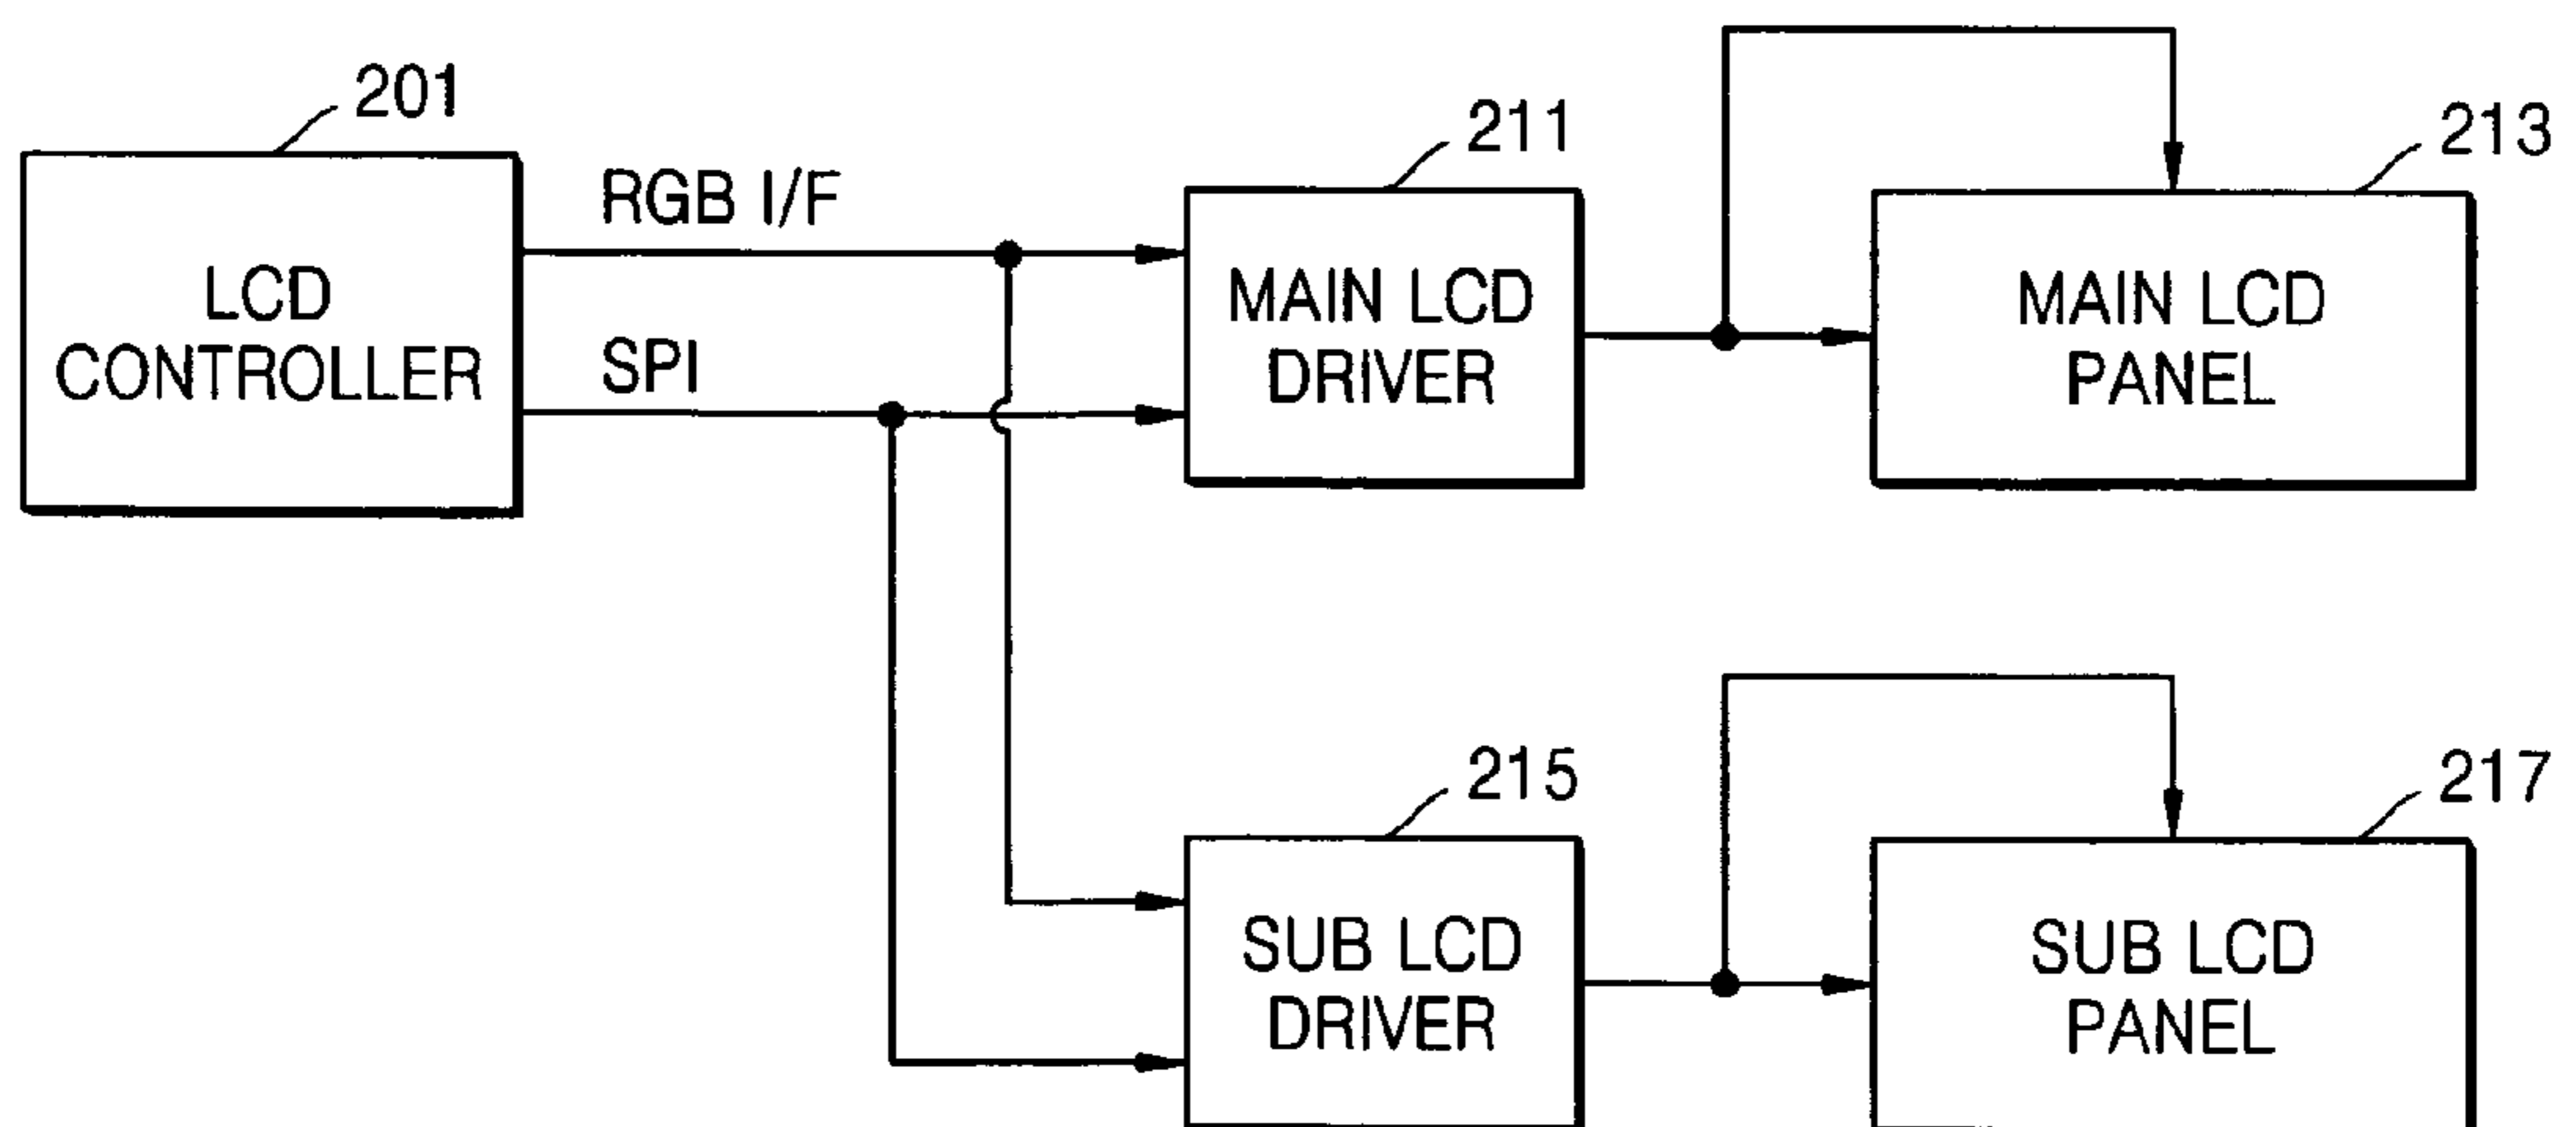 201
LCD
CONTROLLER
RGB I/F
SPI
211
MAIN LCD
DRIVER
213
MAIN LCD
PANEL
215
SUB LCD
DRIVER
217
SUB LCD
PANEL